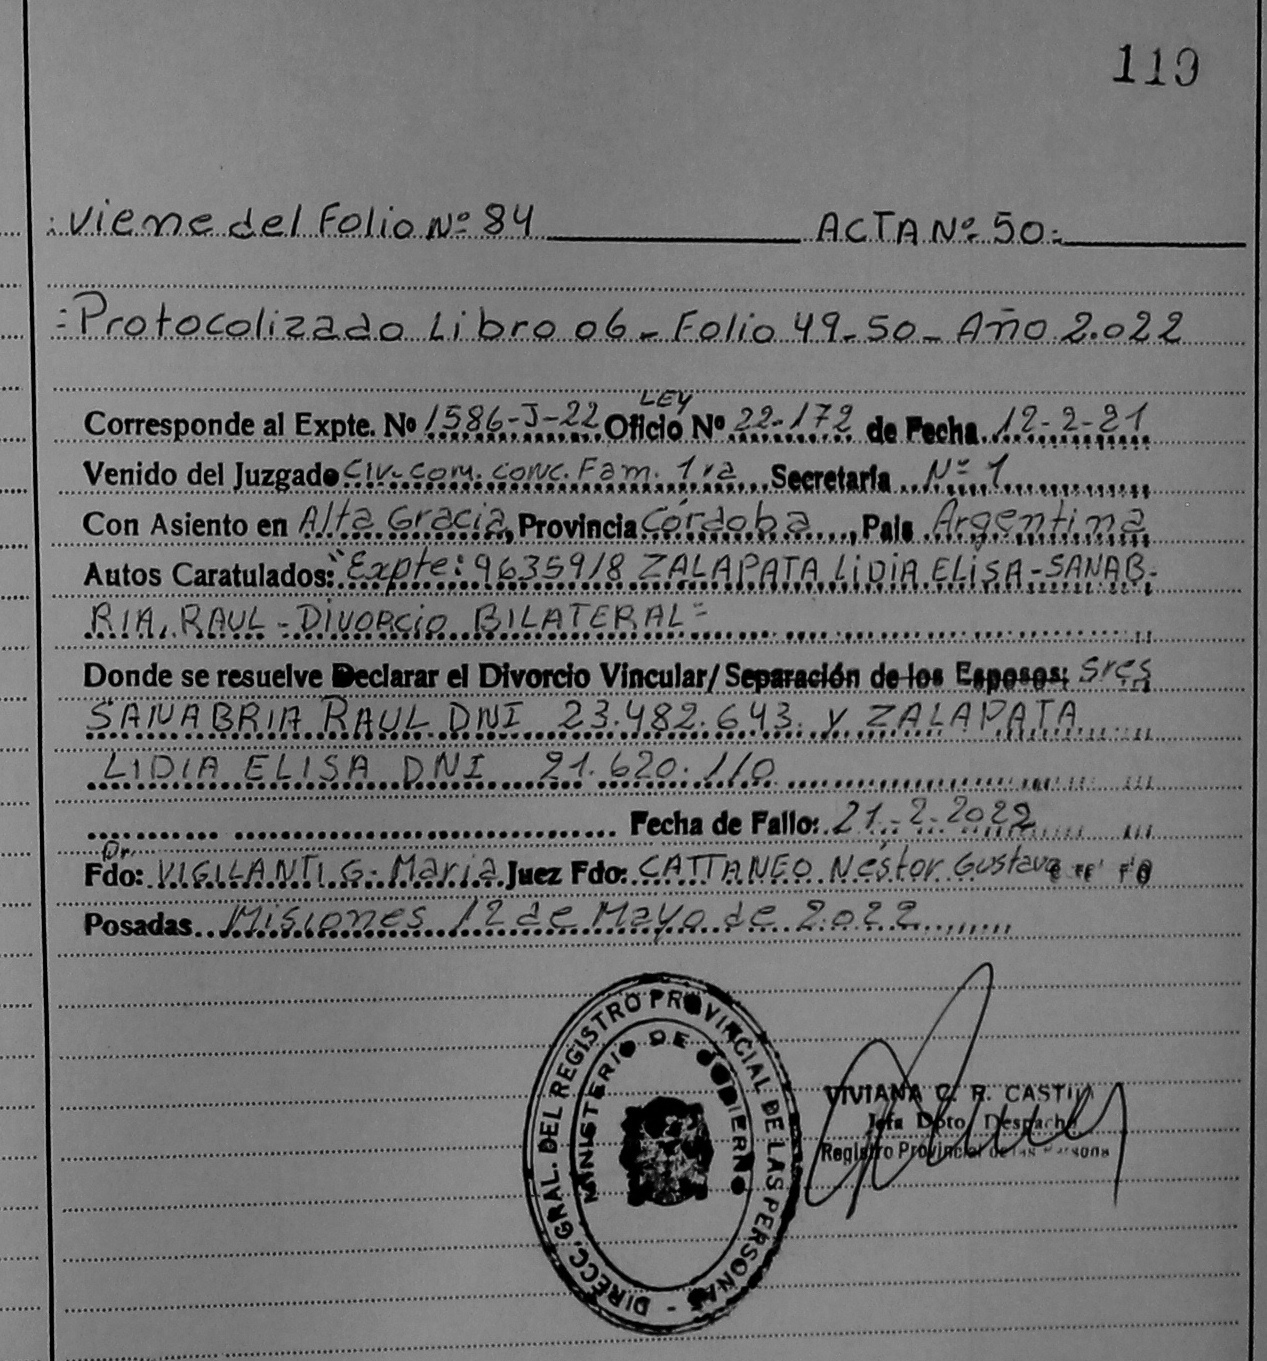 119
:Viene del Folio Nº 84 ACTA Nº 50:
:Protocolizado Libro 06 - Folio 49-50 - Año 2.022
LEY
Corresponde al Expte. Nº 1586-J-22 Oficio Nº 22-172 de Fecha 12-2-21
Venido del Juzgado Civ. Com. Conc. Fam. 1ra Secretaría Nº 1
Con Asiento en Alta Gracia, Provincia Córdoba, País Argentina
Autos Caratulados: "Expte: 9635918 ZALAPATA LIDIA ELISA-SANAB-
RIA, RAUL - DIVORCIO BILATERAL"
Donde se resuelve Declarar el Divorcio Vincular/ Separación de los Esposos: Sres
SANABRIA RAUL DNI 23.482.643. y ZALAPATA
LIDIA ELISA DNI 21.620.110
Fecha de Fallo: 21-2-2022
Dr.
Fdo: VIGILANTI G. Maria Juez Fdo: CATTANEO Néstor Gustavo
Posadas Misiones 12 de Mayo de 2.022
DIRECC. GRAL. DEL REGISTRO PROVINCIAL DE LAS PERSONAS -
MINISTERIO DE GOBIERNO
VIVIANA C. R.
Jefa Dpto. Despacho
Registro Provincial de las Persona